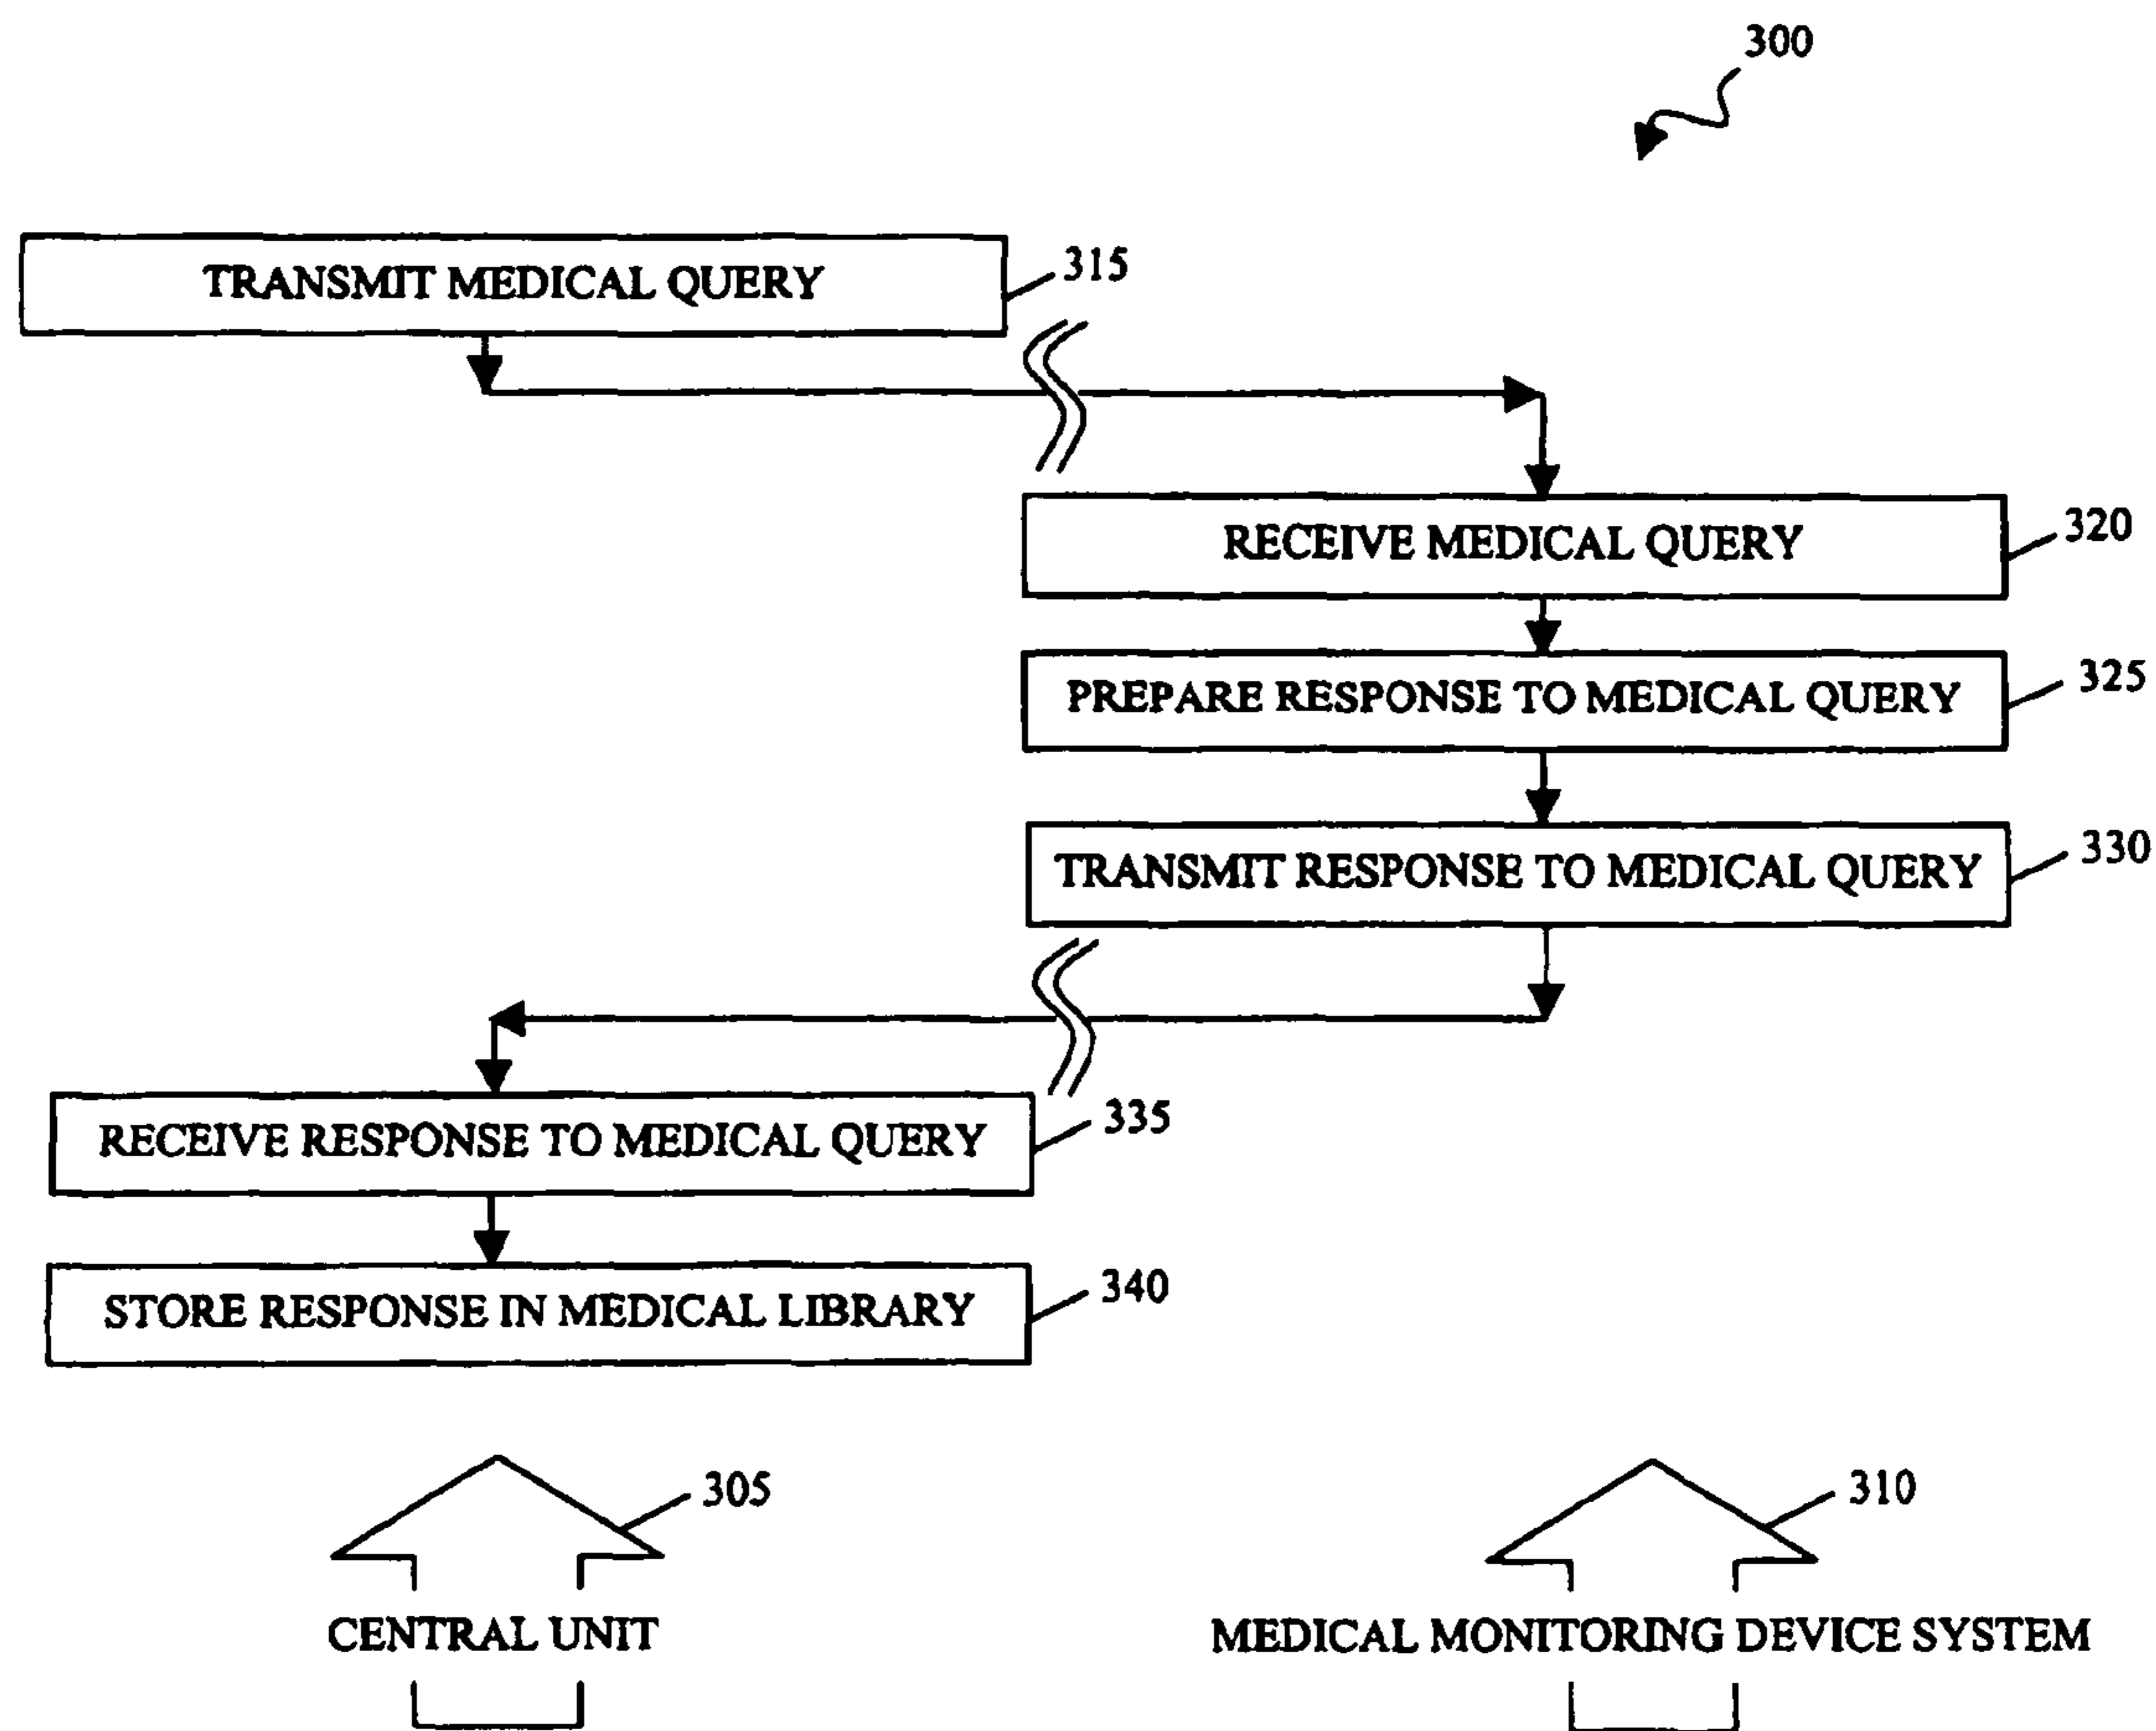 300
TRANSMIT MEDICAL QUERY
315
RECEIVE MEDICAL QUERY
320
PREPARE RESPONSE TO MEDICAL QUERY
325
TRANSMIT RESPONSE TO MEDICAL QUERY
330
RECEIVE RESPONSE TO MEDICAL QUERY
335
STORE RESPONSE IN MEDICAL LIBRARY
340
305
310
CENTRAL UNIT
MEDICAL MONITORING DEVICE SYSTEM